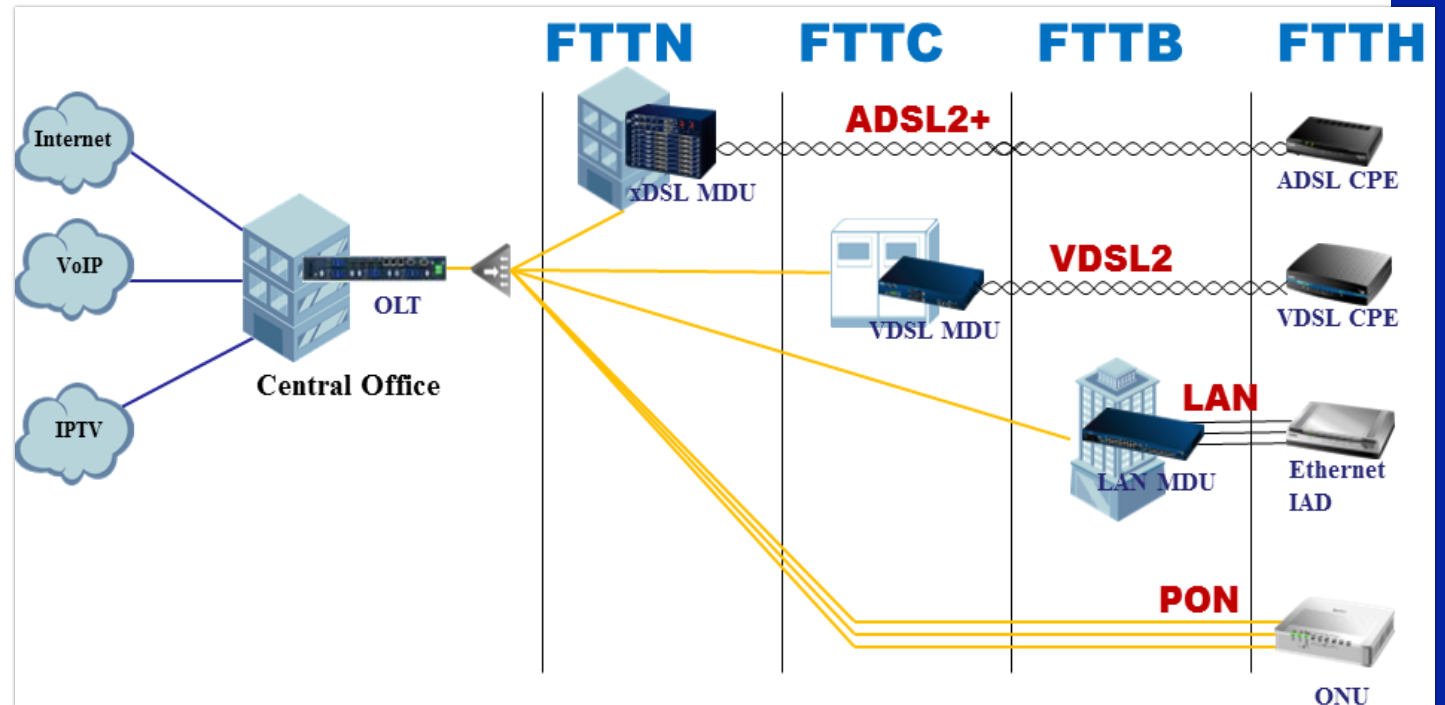 FTTN
FTTC
FTTB
FTTH
Internet
VoIP
IPTV
OLT
Central Office
xDSL MDU
ADSL2+
ADSL CPE
VDSL MDU
VDSL2
VDSL CPE
LAN MDU
LAN
Ethernet
IAD
PON
ONU